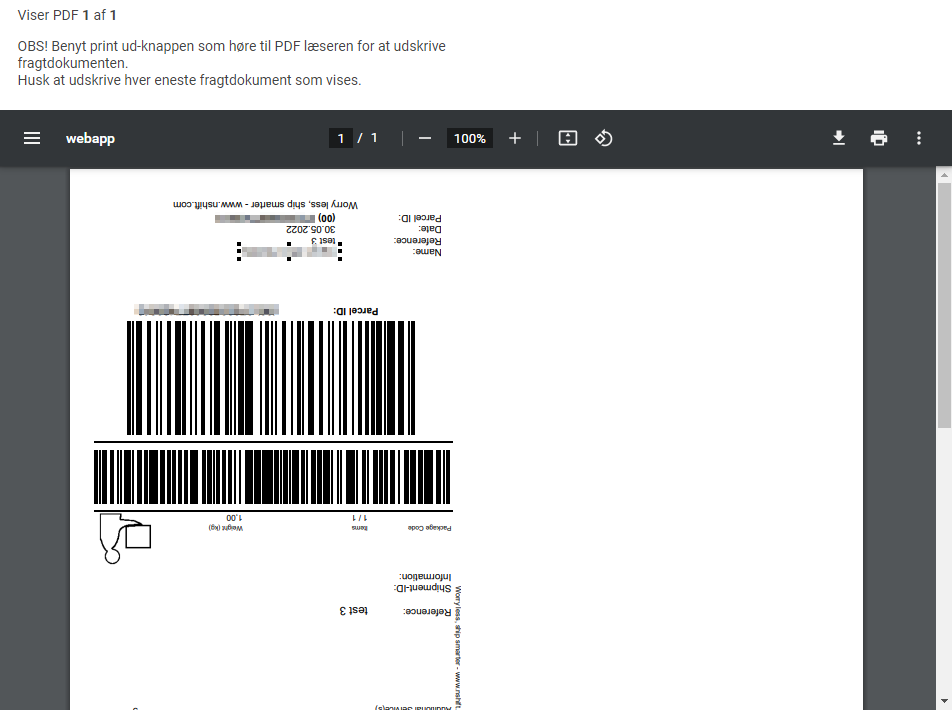 Viser PDF 1 af 1
OBS! Benyt print ud-knappen som høre til PDF læseren for at udskrive
fragtdokumenten.
Husk at udskrive hver eneste fragtdokument som vises.
webapp
1 / 1
100%
Worry less, ship smarter - www.nshift.com
Parcel ID: (00)
Date: 30.05.2022
Reference: test 3
Name:
Parcel ID:
Package Code Items 1 / 1 Weight (kg) 1,00
Information:
Shipment-ID:
Reference: test 3
Worry less, ship smarter - www.nshift.
Additional Service(s)